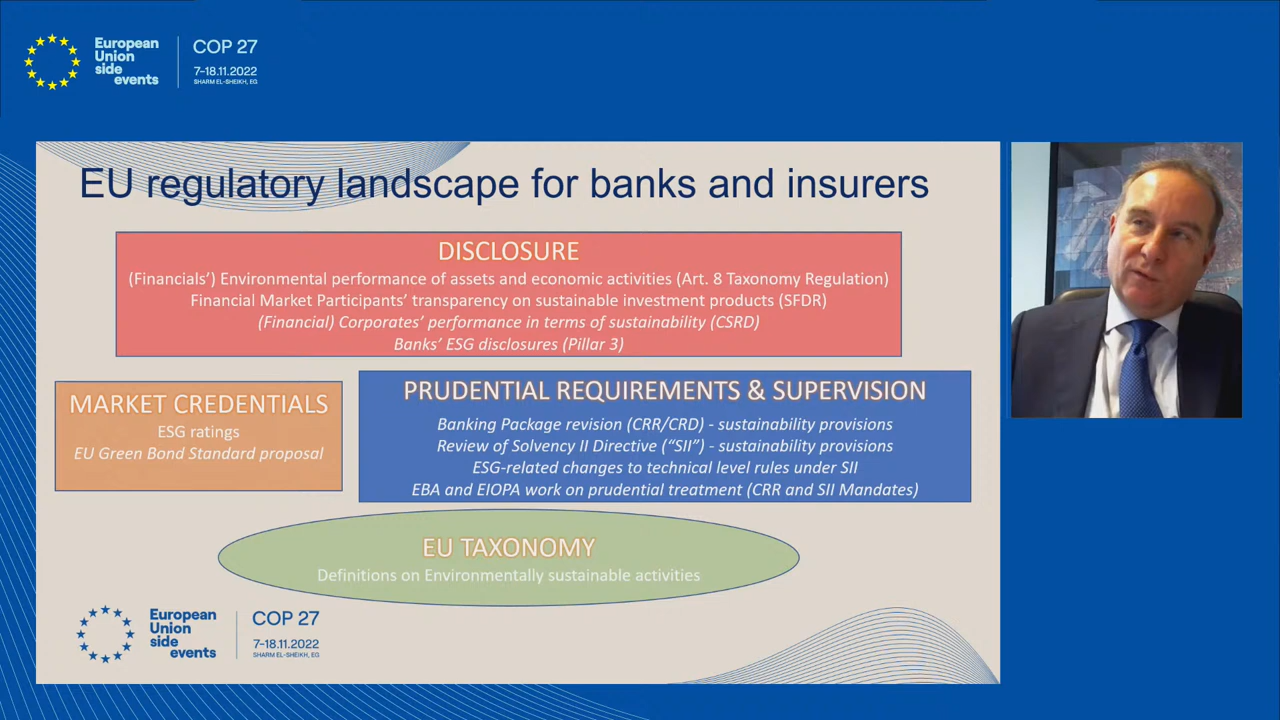 European
Union
side
events
COP 27
7-18.11.2022
SHARM EL-SHEIKH, EG
EU regulatory landscape for banks and insurers
DISCLOSURE
(Financials’) Environmental performance of assets and economic activities (Art. 8 Taxonomy Regulation)
Financial Market Participants’ transparency on sustainable investment products (SFDR)
(Financial) Corporates’ performance in terms of sustainability (CSRD)
Banks’ ESG disclosures (Pillar 3)
MARKET CREDENTIALS
ESG ratings
EU Green Bond Standard proposal
PRUDENTIAL REQUIREMENTS & SUPERVISION
Banking Package revision (CRR/CRD) - sustainability provisions
Review of Solvency II Directive (“SII”) - sustainability provisions
ESG-related changes to technical level rules under SII
EBA and EIOPA work on prudential treatment (CRR and SII Mandates)
EU TAXONOMY
Definitions on Environmentally sustainable activities
European
Union
side
events
COP 27
7-18.11.2022
SHARM EL-SHEIKH, EG